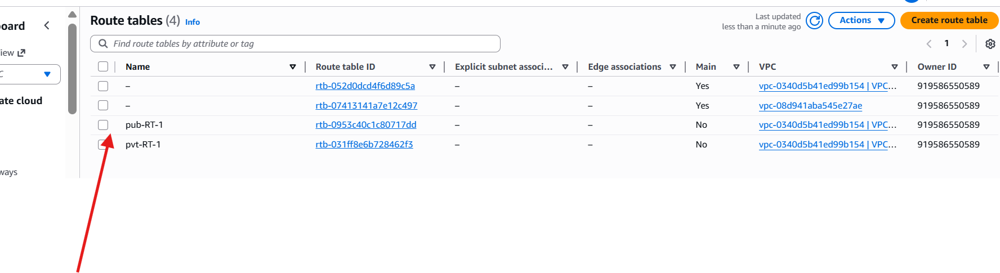 Route tables (4) Info
Last updated
less than a minute ago
Actions
Create route table
board
Find route tables by attribute or tag
1
iew
C
Name Route table ID Explicit subnet associ... Edge associations Main VPC Owner ID
– rtb-052d0dcd4f6d89c5a – – Yes vpc-0340d5b41ed99b154 | VPC... 919586550589
ate cloud
– rtb-07413141a7e12c497 – – Yes vpc-08d941aba545e27ae 919586550589
pub-RT-1 rtb-0953c40c1c80717dd – – No vpc-0340d5b41ed99b154 | VPC... 919586550589
pvt-RT-1 rtb-031ff8e6b728462f3 – – No vpc-0340d5b41ed99b154 | VPC... 919586550589
ways